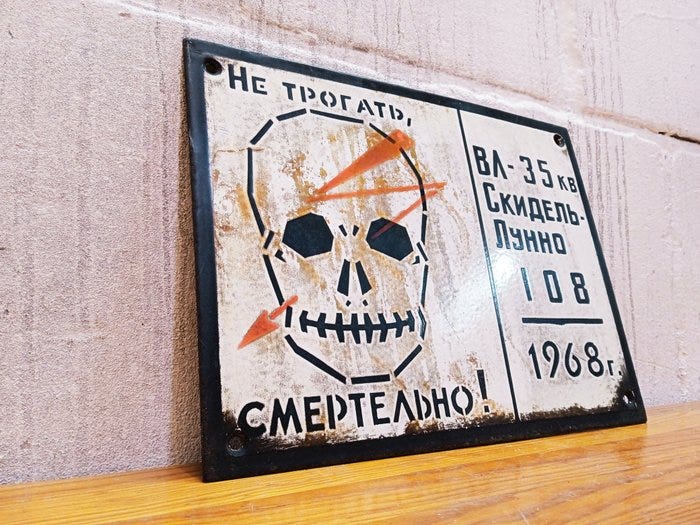 Не трогать,
смертельно!
ВЛ-35кв
Скидель-
Лунно
108
1968г.